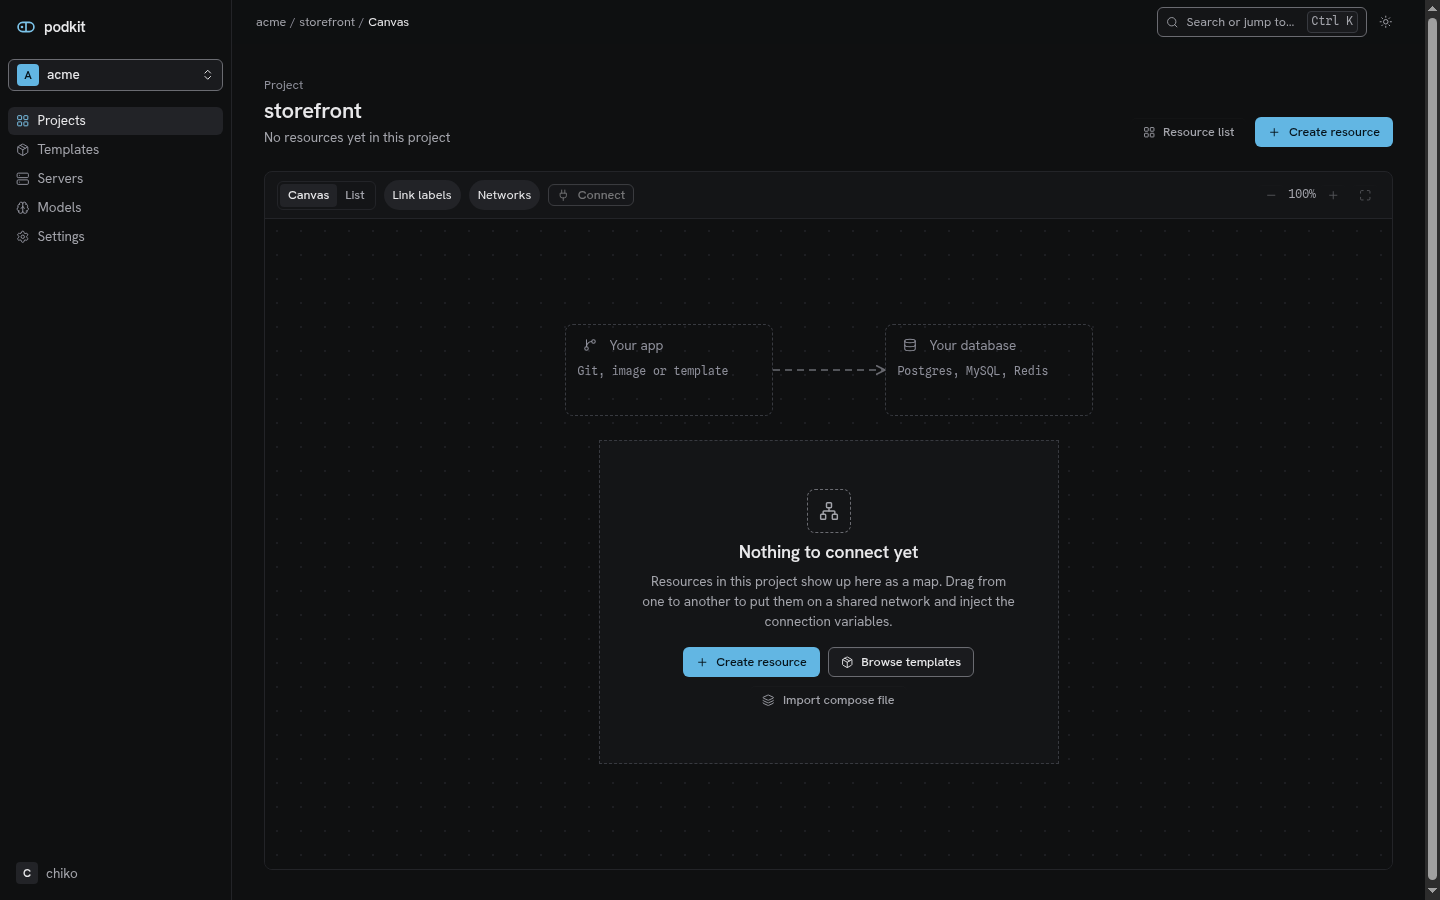 podkit
acme / storefront / Canvas
Search or jump to...
Ctrl K
A
acme
Projects
Templates
Servers
Models
Settings
Project
storefront
No resources yet in this project
Resource list
Create resource
Canvas
List
Link labels
Networks
Connect
100%
Your app
Git, image or template
Your database
Postgres, MySQL, Redis
Nothing to connect yet
Resources in this project show up here as a map. Drag from
one to another to put them on a shared network and inject the
connection variables.
Create resource
Browse templates
Import compose file
C
chiko